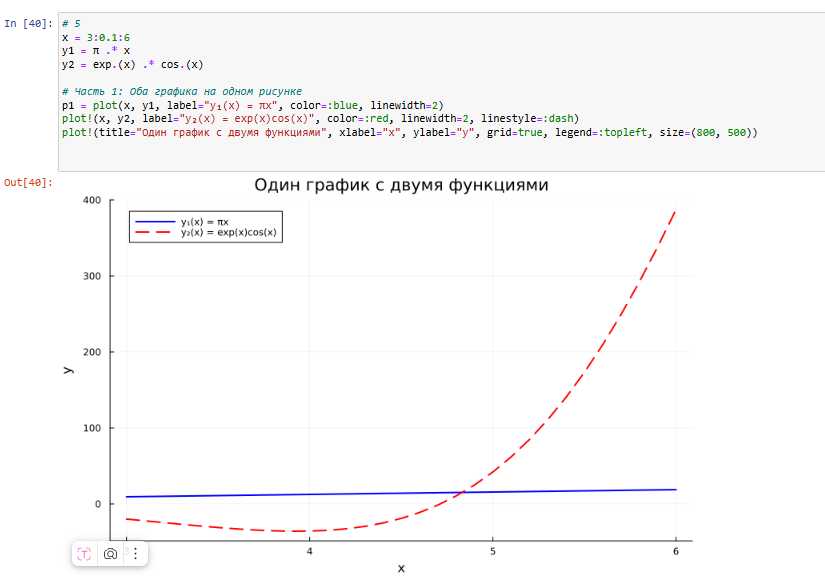 In [40]:
# 5
x = 3:0.1:6
y1 = π .* x
y2 = exp.(x) .* cos.(x)
# Часть 1: Оба графика на одном рисунке
p1 = plot(x, y1, label="y₁(x) = πx", color=:blue, linewidth=2)
plot!(x, y2, label="y₂(x) = exp(x)cos(x)", color=:red, linewidth=2, linestyle=:dash)
plot!(title="Один график с двумя функциями", xlabel="x", ylabel="y", grid=true, legend=:topleft, size=(800, 500))
Out[40]:
Один график с двумя функциями
y₁(x) = πx
y₂(x) = exp(x)cos(x)
400
300
200
100
0
y
3
4
5
6
x
T